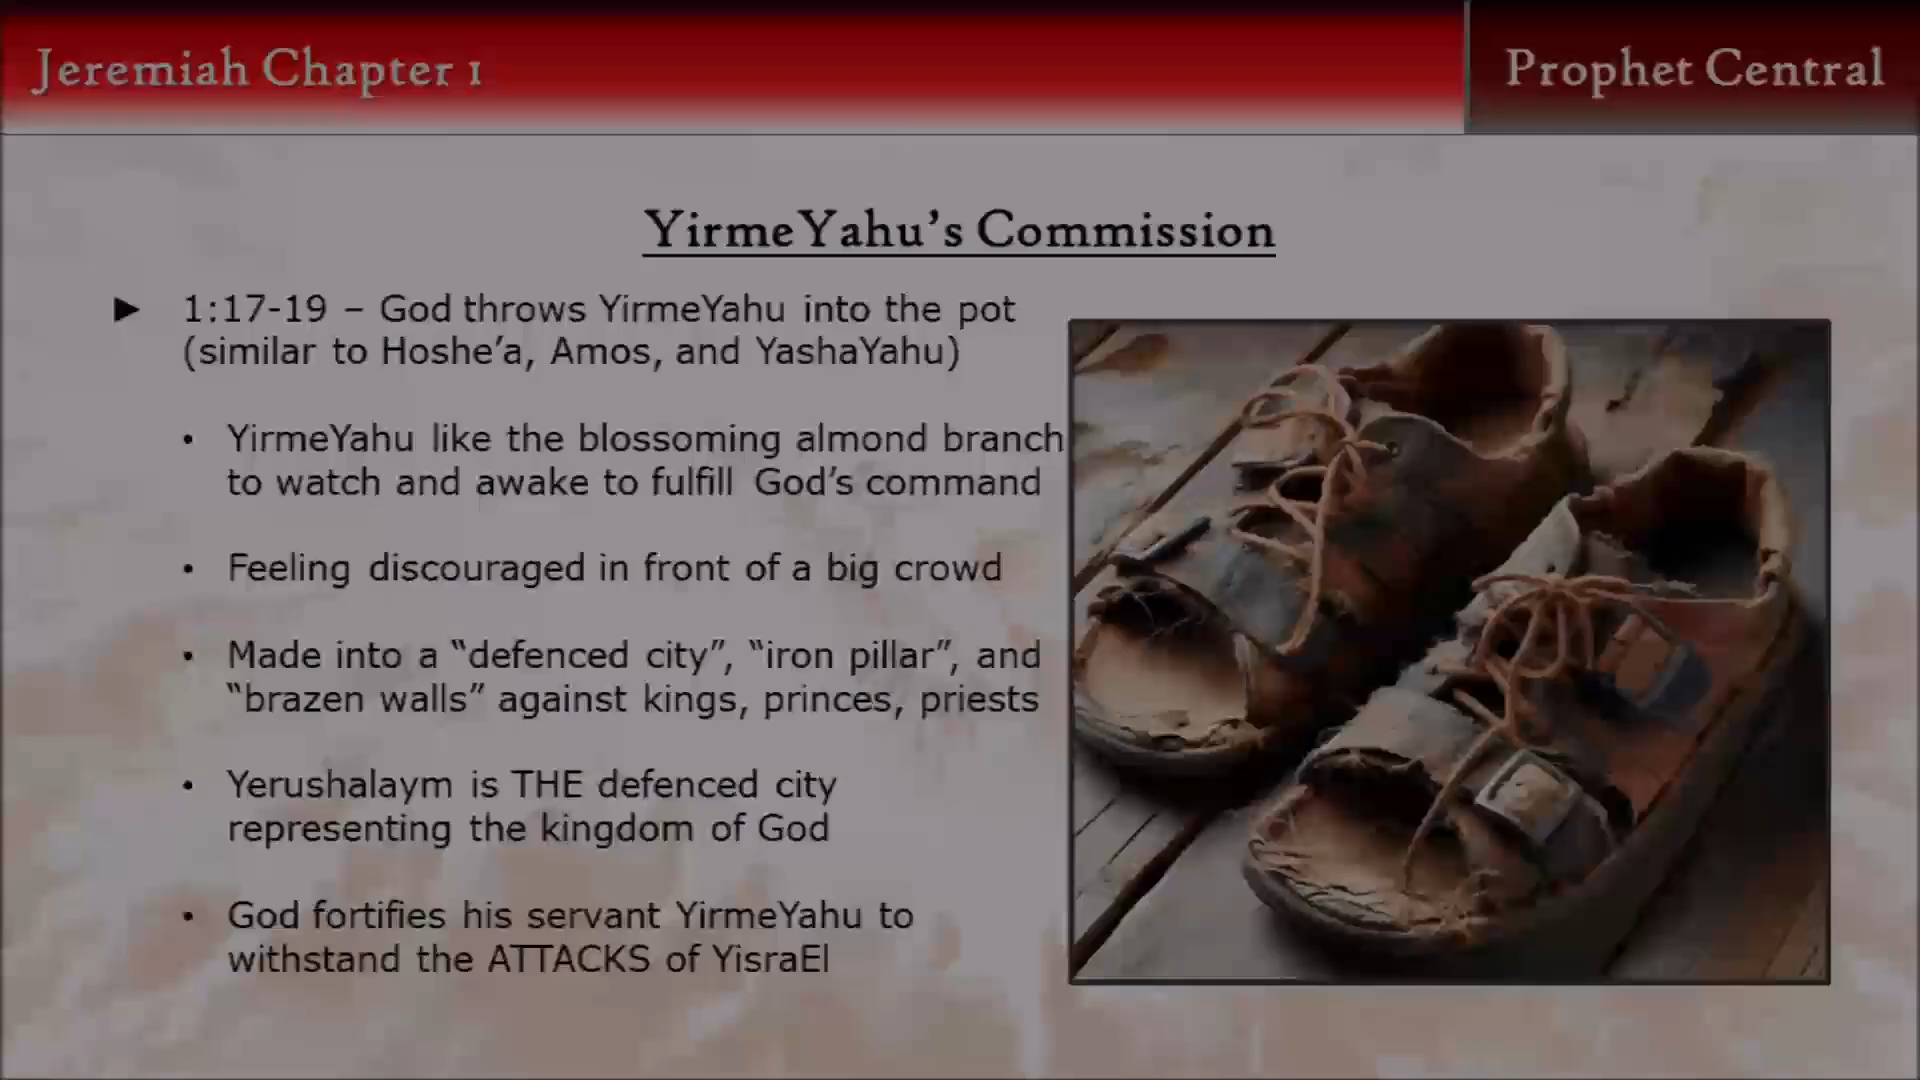 Jeremiah Chapter 1
Prophet Central
YirmeYahu’s Commission
► 1:17-19 – God throws YirmeYahu into the pot
(similar to Hoshe’a, Amos, and YashaYahu)
• YirmeYahu like the blossoming almond branch
to watch and awake to fulfill God’s command
• Feeling discouraged in front of a big crowd
• Made into a “defenced city”, “iron pillar”, and
“brazen walls” against kings, princes, priests
• Yerushalaym is THE defenced city
representing the kingdom of God
• God fortifies his servant YirmeYahu to
withstand the ATTACKS of YisraEl